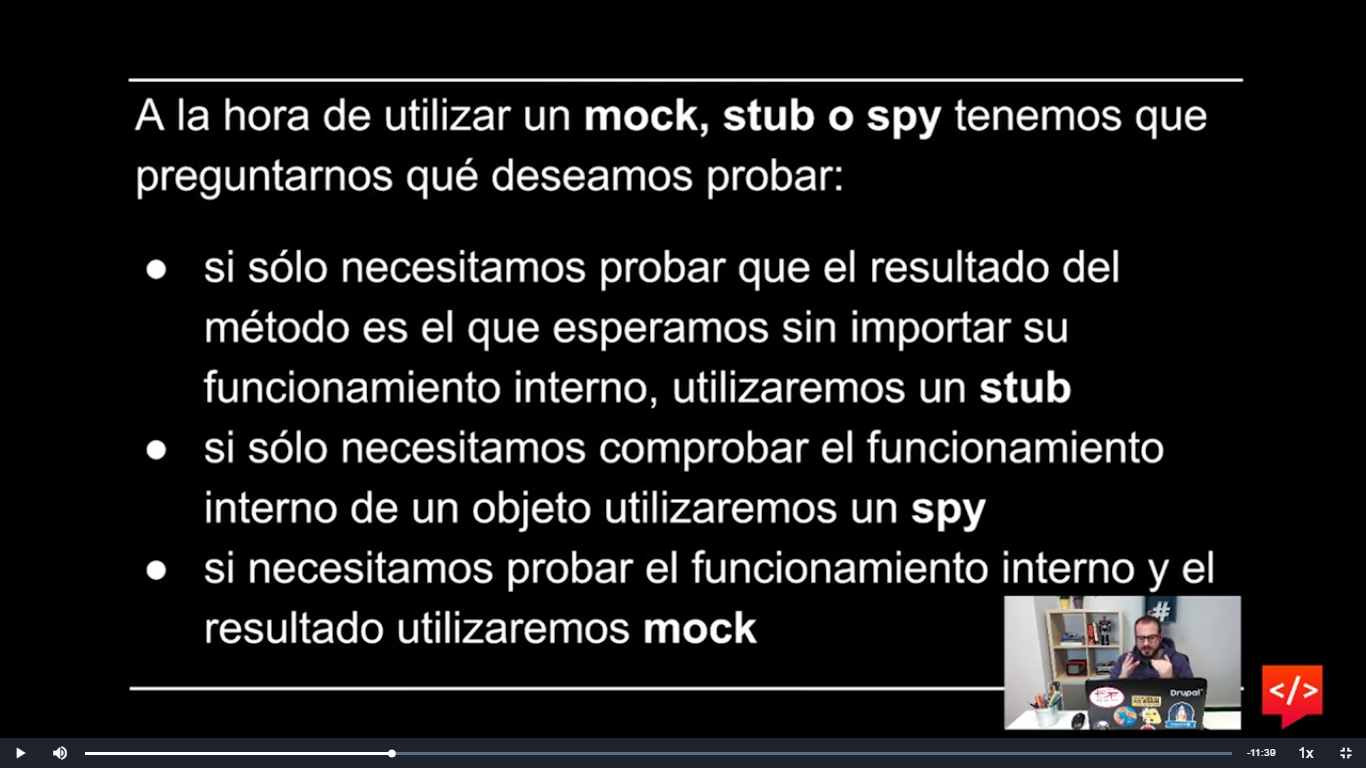 A la hora de utilizar un mock, stub o spy tenemos que
preguntarnos qué deseamos probar:
● si sólo necesitamos probar que el resultado del
método es el que esperamos sin importar su
funcionamiento interno, utilizaremos un stub
● si sólo necesitamos comprobar el funcionamiento
interno de un objeto utilizaremos un spy
● si necesitamos probar el funcionamiento interno y el
resultado utilizaremos mock
#
Drupal
</>
-11:39
1x